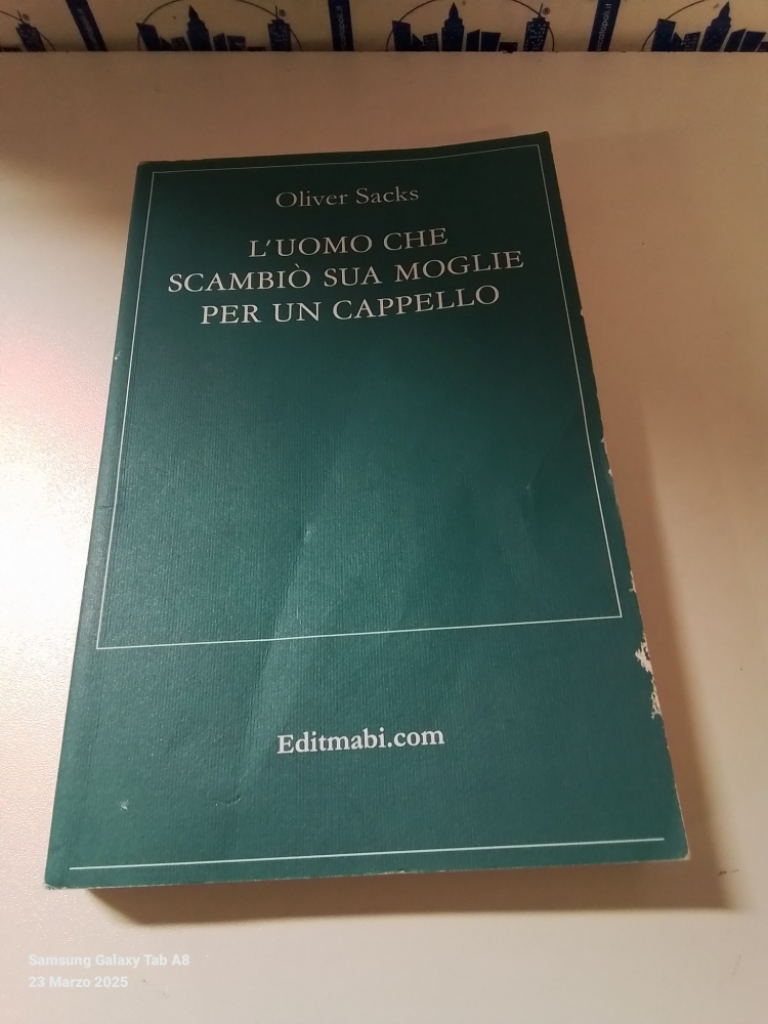 Oliver Sacks
L'UOMO CHE
SCAMBIÒ SUA MOGLIE
PER UN CAPPELLO
Editmabi.com
Samsung Galaxy Tab A8
23 Marzo 2025